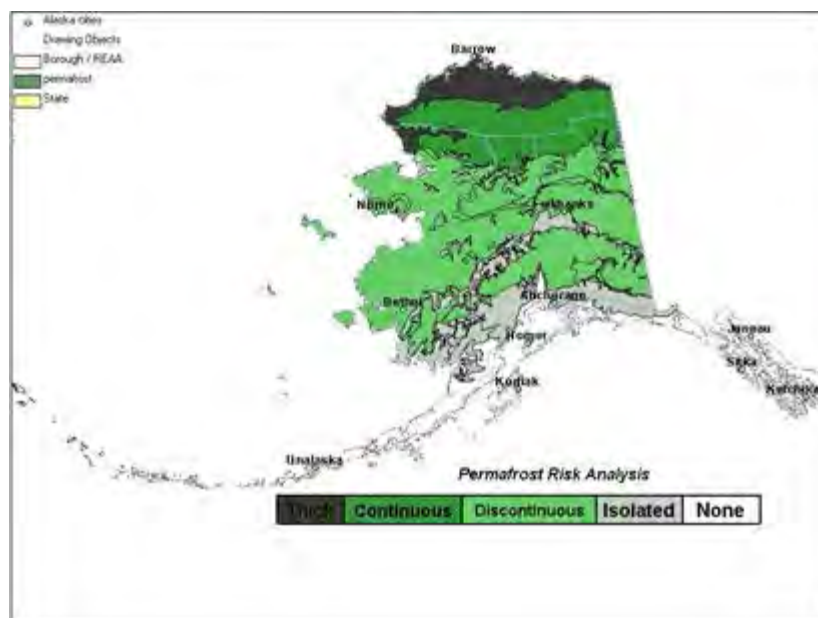 Alaska cities
Drawing Objects
Borough / REAA
permafrost
State
Barrow
Nome
Fairbanks
Bethel
Anchorage
Homer
Kodiak
Juneau
Sitka
Ketchika
Unalaska
Permafrost Risk Analysis
Thick Continuous Discontinuous Isolated None